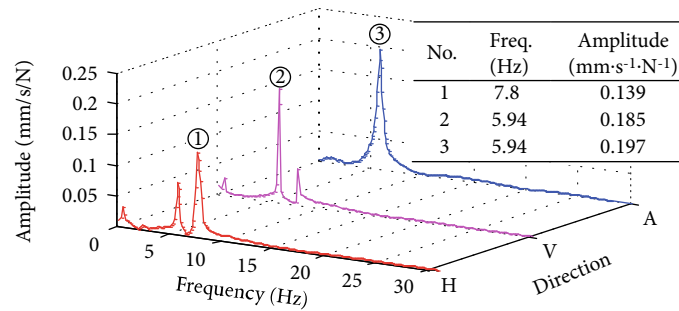 3
2
1
No. Freq. (Hz) Amplitude (mm·s-1·N-1)
1 7.8 0.139
2 5.94 0.185
3 5.94 0.197
Amplitude (mm/s/N)
0.25
0.2
0.15
0.1
0.05
0
5
10
15
20
25
30
Frequency (Hz)
H
V
A
Direction